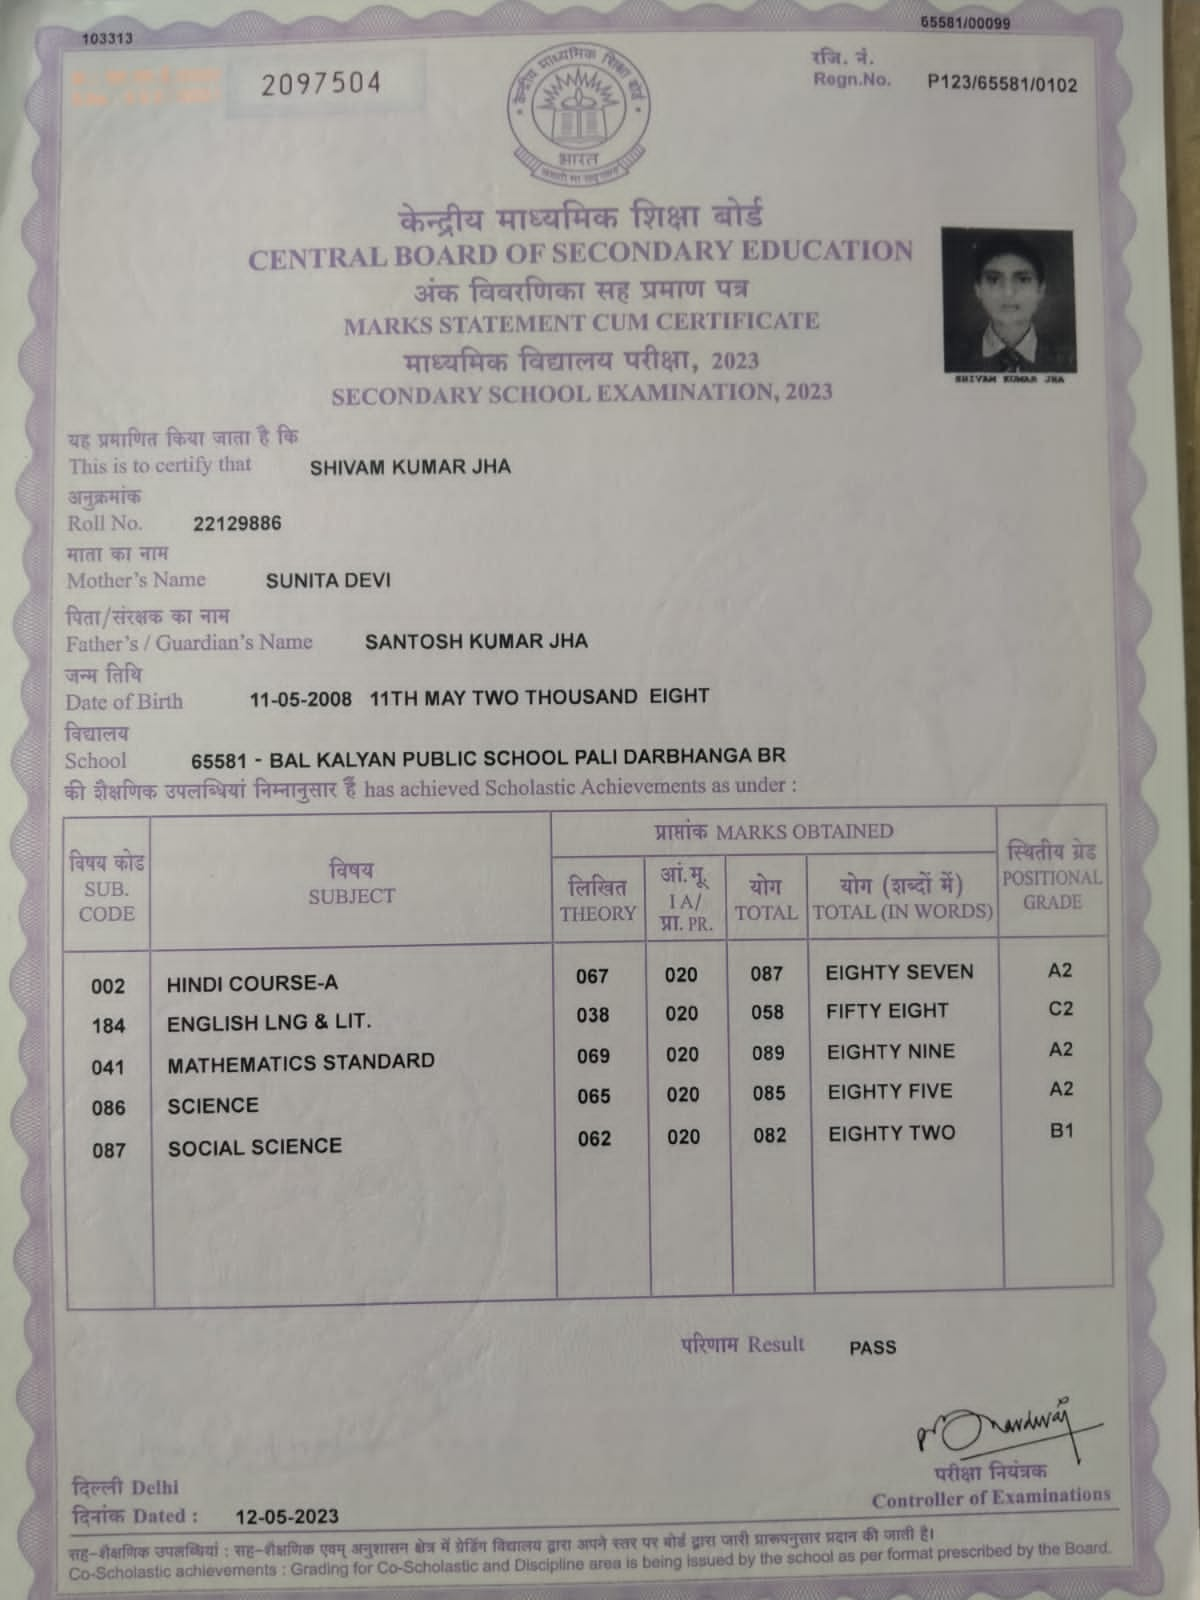 103313
65581/00099
2097504
रजि. नं.
Regn.No. P123/65581/0102
केन्द्रीय माध्यमिक शिक्षा बोर्ड
भारत
केन्द्रीय माध्यमिक शिक्षा बोर्ड
CENTRAL BOARD OF SECONDARY EDUCATION
अंक विवरणिका सह प्रमाण पत्र
MARKS STATEMENT CUM CERTIFICATE
माध्यमिक विद्यालय परीक्षा, 2023
SECONDARY SCHOOL EXAMINATION, 2023
SHIVAM KUMAR JHA
यह प्रमाणित किया जाता है कि
This is to certify that SHIVAM KUMAR JHA
अनुक्रमांक
Roll No. 22129886
माता का नाम
Mother's Name SUNITA DEVI
पिता/संरक्षक का नाम
Father's / Guardian's Name SANTOSH KUMAR JHA
जन्म तिथि
Date of Birth 11-05-2008 11TH MAY TWO THOUSAND EIGHT
विद्यालय
School 65581 - BAL KALYAN PUBLIC SCHOOL PALI DARBHANGA BR
की शैक्षणिक उपलब्धियां निम्नानुसार हैं has achieved Scholastic Achievements as under :
विषय कोड
SUB.
CODE
विषय
SUBJECT
प्राप्तांक MARKS OBTAINED
लिखित
THEORY
आं.मू.
I A/
प्रा. PR.
योग
TOTAL
योग (शब्दों में)
TOTAL (IN WORDS)
स्थितीय ग्रेड
POSITIONAL
GRADE
002 HINDI COURSE-A 067 020 087 EIGHTY SEVEN A2
184 ENGLISH LNG & LIT. 038 020 058 FIFTY EIGHT C2
041 MATHEMATICS STANDARD 069 020 089 EIGHTY NINE A2
086 SCIENCE 065 020 085 EIGHTY FIVE A2
087 SOCIAL SCIENCE 062 020 082 EIGHTY TWO B1
परिणाम Result PASS
परीक्षा नियंत्रक
Controller of Examinations
दिल्ली Delhi
दिनांक Dated : 12-05-2023
सह-शैक्षणिक उपलब्धियां : सह-शैक्षणिक एवम् अनुशासन क्षेत्र में ग्रेडिंग विद्यालय द्वारा अपने स्तर पर बोर्ड द्वारा जारी प्रारूपनुसार प्रदान की जाती है।
Co-Scholastic achievements : Grading for Co-Scholastic and Discipline area is being issued by the school as per format prescribed by the Board.